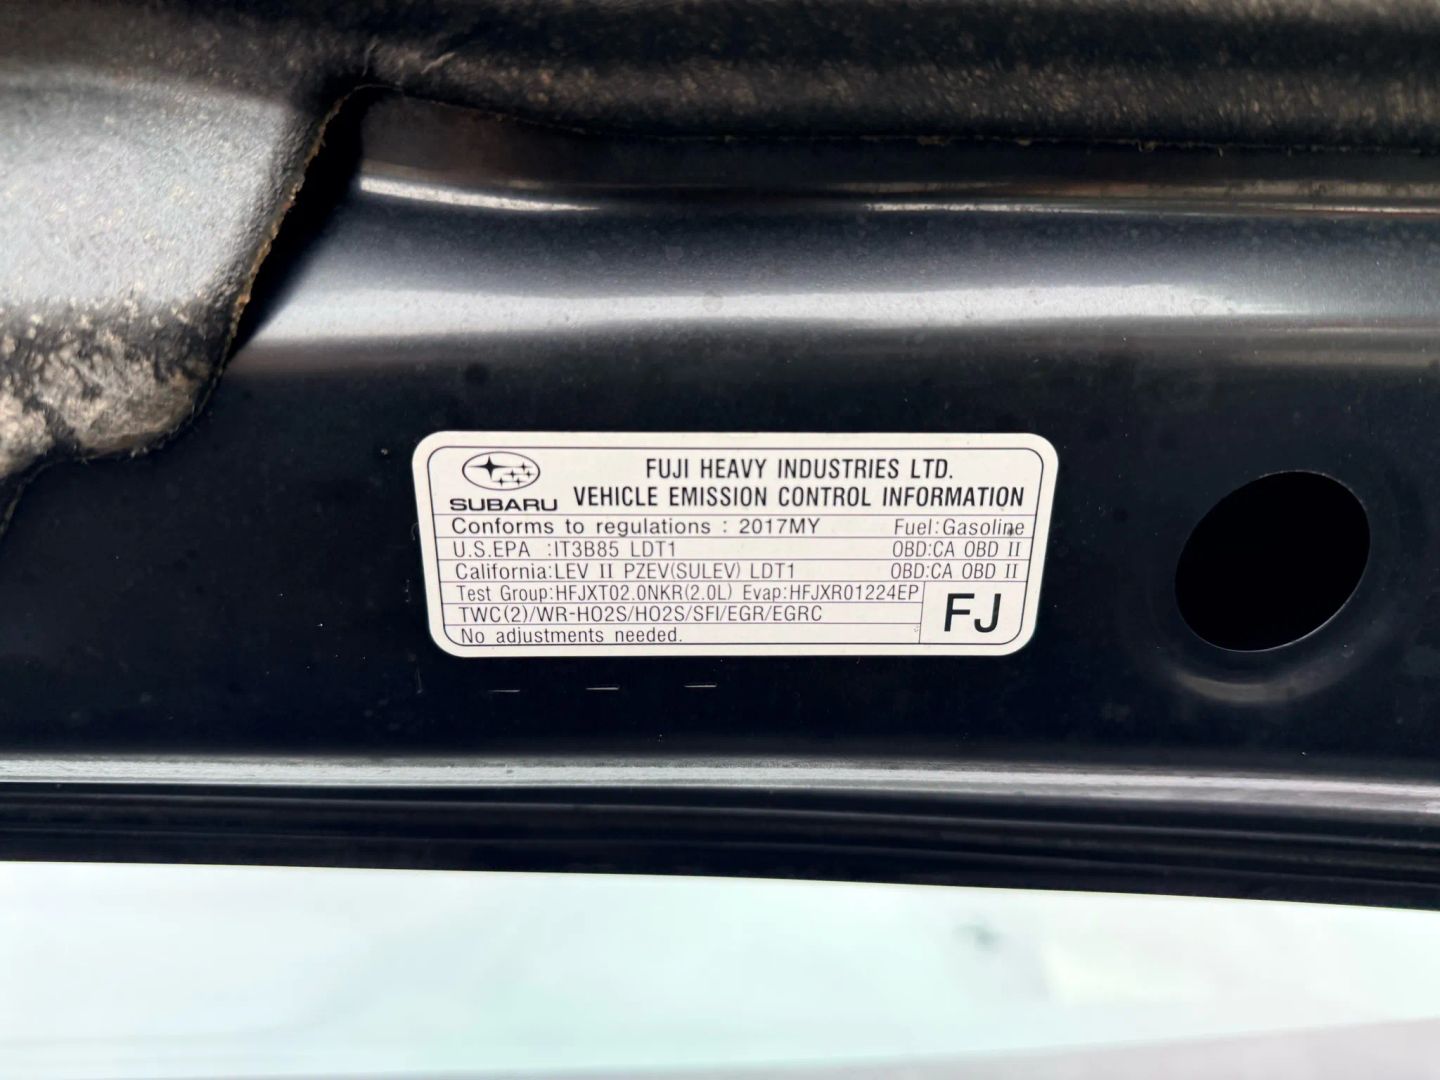 FUJI HEAVY INDUSTRIES LTD.
SUBARU VEHICLE EMISSION CONTROL INFORMATION
Conforms to regulations : 2017MY Fuel:Gasoline
U.S.EPA :IT3B85 LDT1 OBD:CA OBD II
California:LEV II PZEV(SULEV) LDT1 OBD:CA OBD II
Test Group:HFJXT02.0NKR(2.0L) Evap:HFJXR01224EP
TWC(2)/WR-HO2S/HO2S/SFI/EGR/EGRC
FJ
No adjustments needed.